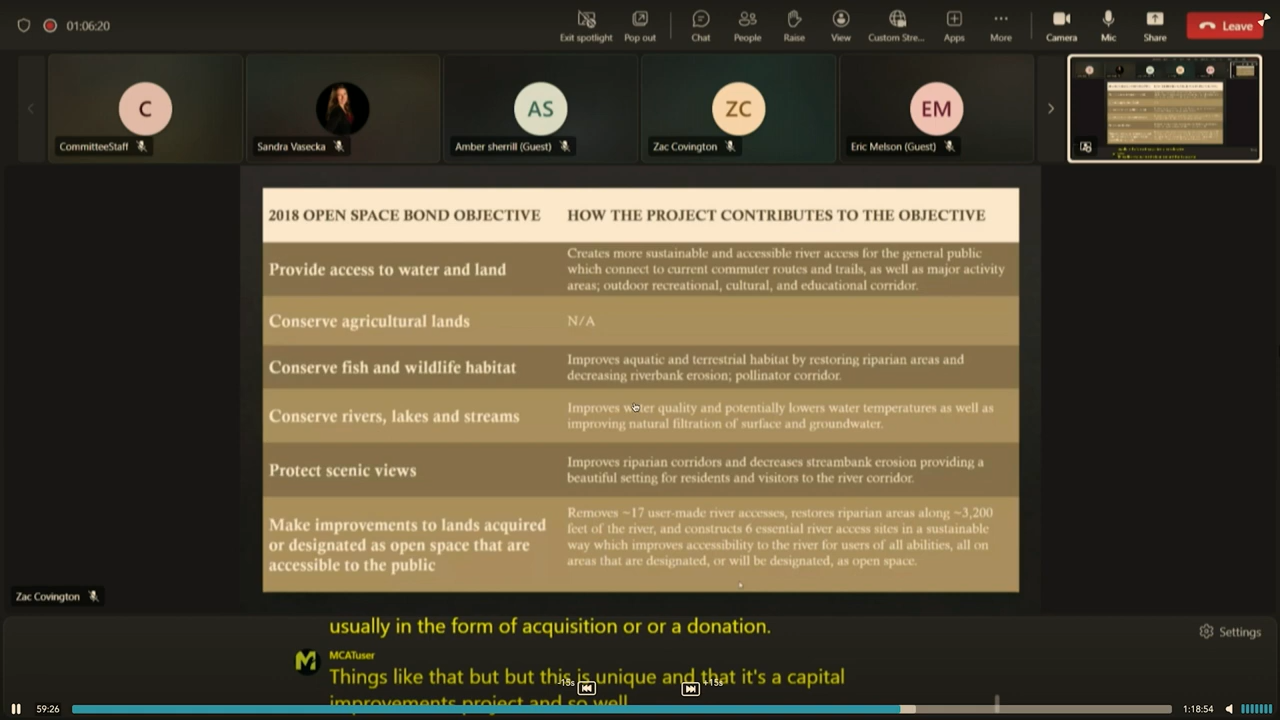 01:06:20
Exit spotlight
Pop out
Chat
People
Raise
View
Custom Stre...
Apps
More
Camera
Mic
Share
Leave
C
CommitteeStaff
Sandra Vasecka
AS
Amber sherrill (Guest)
ZC
Zac Covington
EM
Eric Melson (Guest)
2018 OPEN SPACE BOND OBJECTIVE
HOW THE PROJECT CONTRIBUTES TO THE OBJECTIVE
Provide access to water and land
Creates more sustainable and accessible river access for the general public
which connect to current commuter routes and trails, as well as major activity
areas; outdoor recreational, cultural, and educational corridor.
Conserve agricultural lands
N/A
Conserve fish and wildlife habitat
Improves aquatic and terrestrial habitat by restoring riparian areas and
decreasing riverbank erosion; pollinator corridor.
Conserve rivers, lakes and streams
Improves water quality and potentially lowers water temperatures as well as
improving natural filtration of surface and groundwater.
Protect scenic views
Improves riparian corridors and decreases streambank erosion providing a
beautiful setting for residents and visitors to the river corridor.
Make improvements to lands acquired
or designated as open space that are
accessible to the public
Removes ~17 user-made river accesses, restores riparian areas along ~3,200
feet of the river, and constructs 6 essential river access sites in a sustainable
way which improves accessibility to the river for users of all abilities, all on
areas that are designated, or will be designated, as open space.
Zac Covington
usually in the form of acquisition or or a donation.
Settings
MCATuser
Things like that but but this is unique and that it's a capital
improvements project and so well
-15s
+15s
59:26
1:18:54